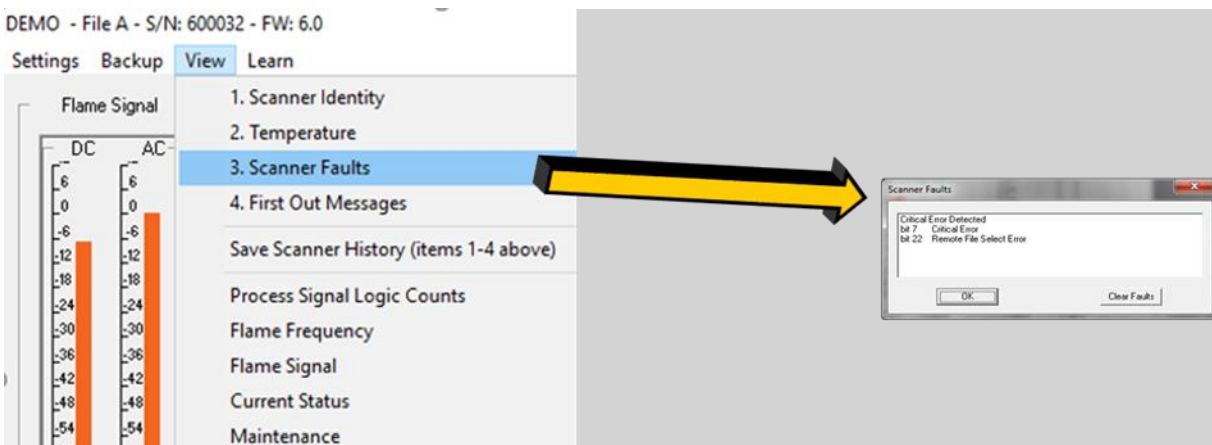 DEMO - File A - S/N: 600032 - FW: 6.0
Settings Backup View Learn
Flame Signal
DC AC
6 6
0 0
-6 -6
-12 -12
-18 -18
-24 -24
-30 -30
-36 -36
-42 -42
-48 -48
-54 -54
1. Scanner Identity
2. Temperature
3. Scanner Faults
4. First Out Messages
Save Scanner History (items 1-4 above)
Process Signal Logic Counts
Flame Frequency
Flame Signal
Current Status
Maintenance
Scanner Faults
Critical Error Detected
bit 7 Critical Error
bit 22 Remote File Select Error
OK Clear Faults